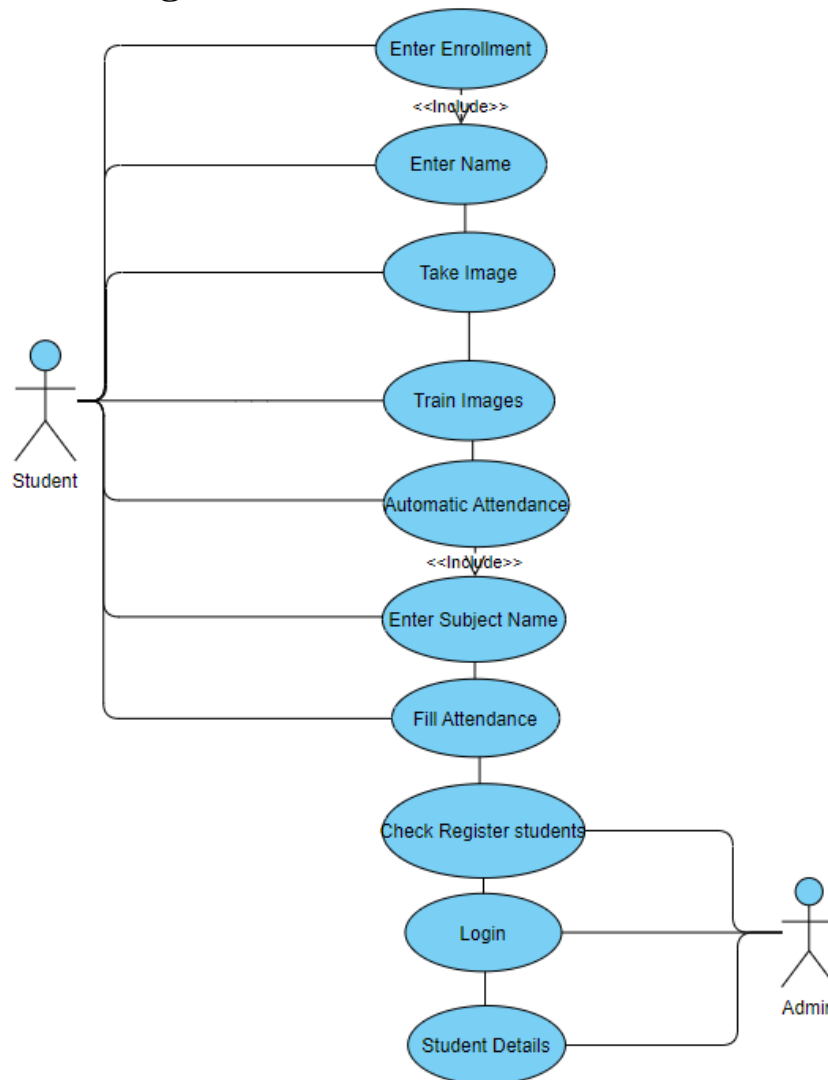 Enter Enrollment
<<Include>>
Enter Name
Take Image
Train Images
Student
Automatic Attendance
<<Include>>
Enter Subject Name
Fill Attendance
Check Register students
Login
Admin
Student Details